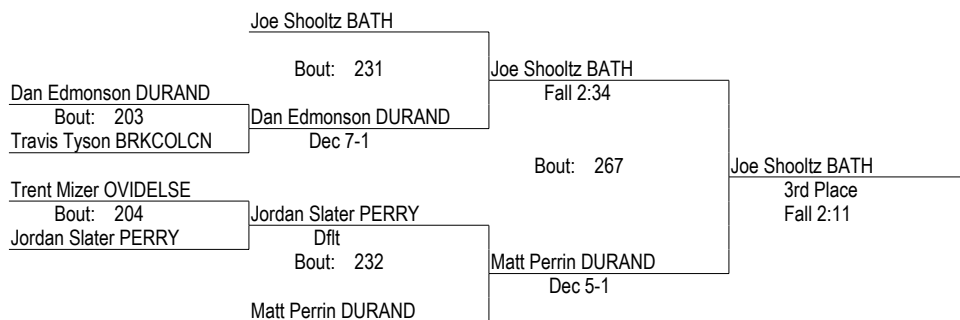 Joe Shooltz BATH
Bout: 231
Joe Shooltz BATH
Fall 2:34
Dan Edmonson DURAND
Bout: 203
Travis Tyson BRKCOLCN
Dan Edmonson DURAND
Dec 7-1
Bout: 267
Joe Shooltz BATH
3rd Place
Fall 2:11
Trent Mizer OVIDELSE
Bout: 204
Jordan Slater PERRY
Jordan Slater PERRY
Dflt
Bout: 232
Matt Perrin DURAND
Dec 5-1
Matt Perrin DURAND